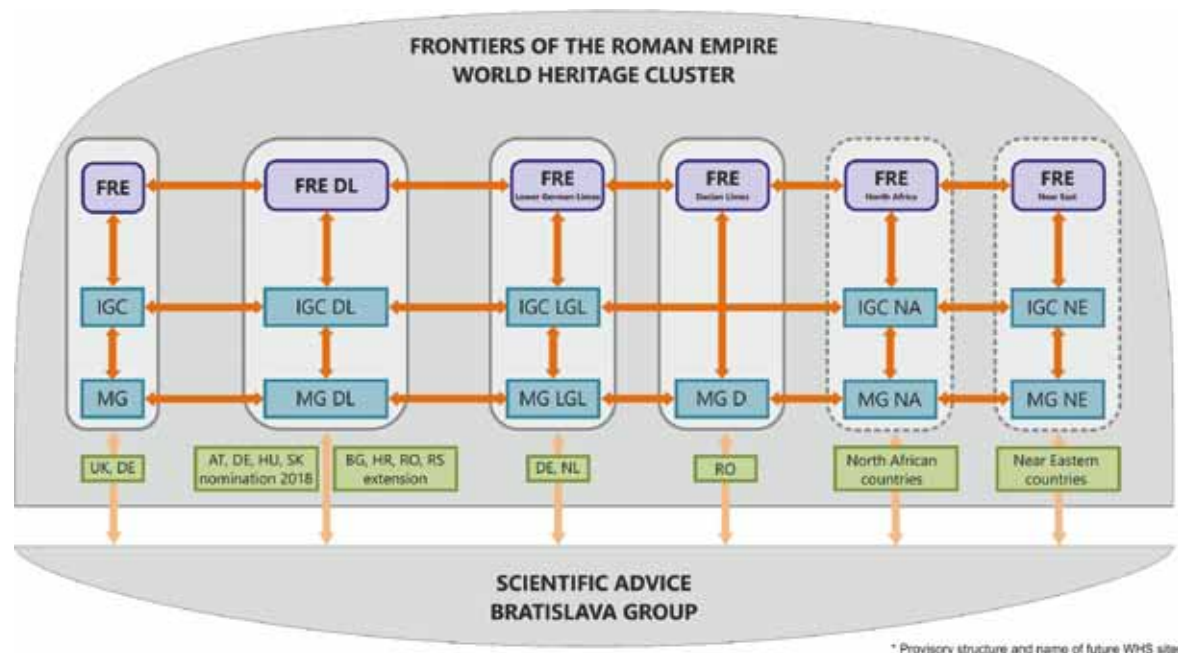 FRONTIERS OF THE ROMAN EMPIRE
WORLD HERITAGE CLUSTER
FRE
FRE DL
FRE
Lower German Limes
FRE
Dacian Limes
FRE
North Africa
FRE
Near East
IGC
IGC DL
IGC LGL
IGC NA
IGC NE
MG
MG DL
MG LGL
MG D
MG NA
MG NE
UK, DE
AT, DE, HU, SK
nomination 2018
BG, HR, RO, RS
extension
DE, NL
RO
North African
countries
Near Eastern
countries
SCIENTIFIC ADVICE
BRATISLAVA GROUP
* Provisory structure and name of future WHS site